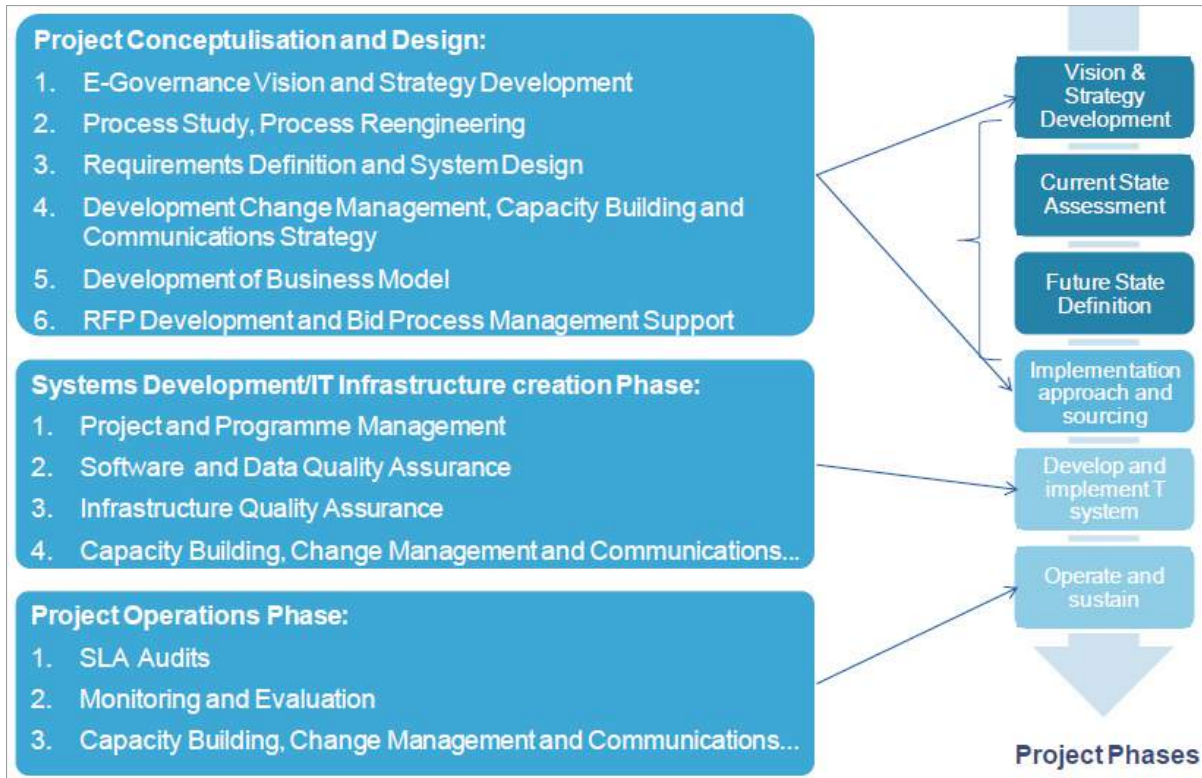 Project Conceptulisation and Design:
1. E-Governance Vision and Strategy Development
2. Process Study, Process Reengineering
3. Requirements Definition and System Design
4. Development Change Management, Capacity Building and
Communications Strategy
5. Development of Business Model
6. RFP Development and Bid Process Management Support
Systems Development/IT Infrastructure creation Phase:
1. Project and Programme Management
2. Software and Data Quality Assurance
3. Infrastructure Quality Assurance
4. Capacity Building, Change Management and Communications...
Project Operations Phase:
1. SLA Audits
2. Monitoring and Evaluation
3. Capacity Building, Change Management and Communications...
Vision &
Strategy
Development
Current State
Assessment
Future State
Definition
Implementation
approach and
sourcing
Develop and
implement T
system
Operate and
sustain
Project Phases